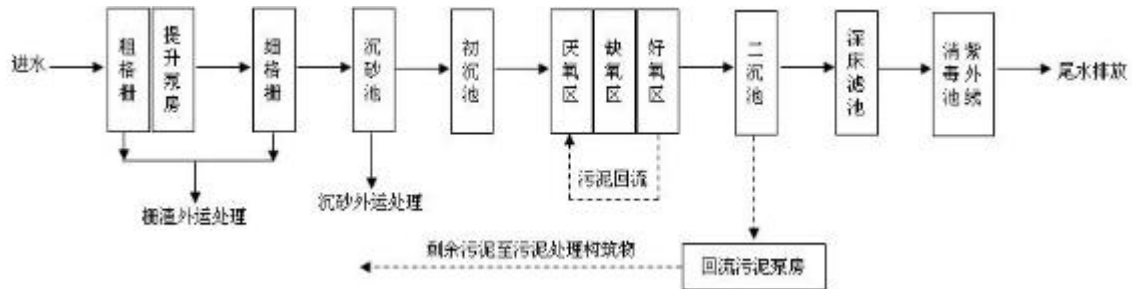 进水
粗格栅
提升泵房
细格栅
沉砂池
初沉池
厌氧区
缺氧区
好氧区
二沉池
深床滤池
紫外线
消毒池
尾水排放
污泥回流
栅渣外运处理
沉砂外运处理
剩余污泥至污泥处理构筑物
回流污泥泵房